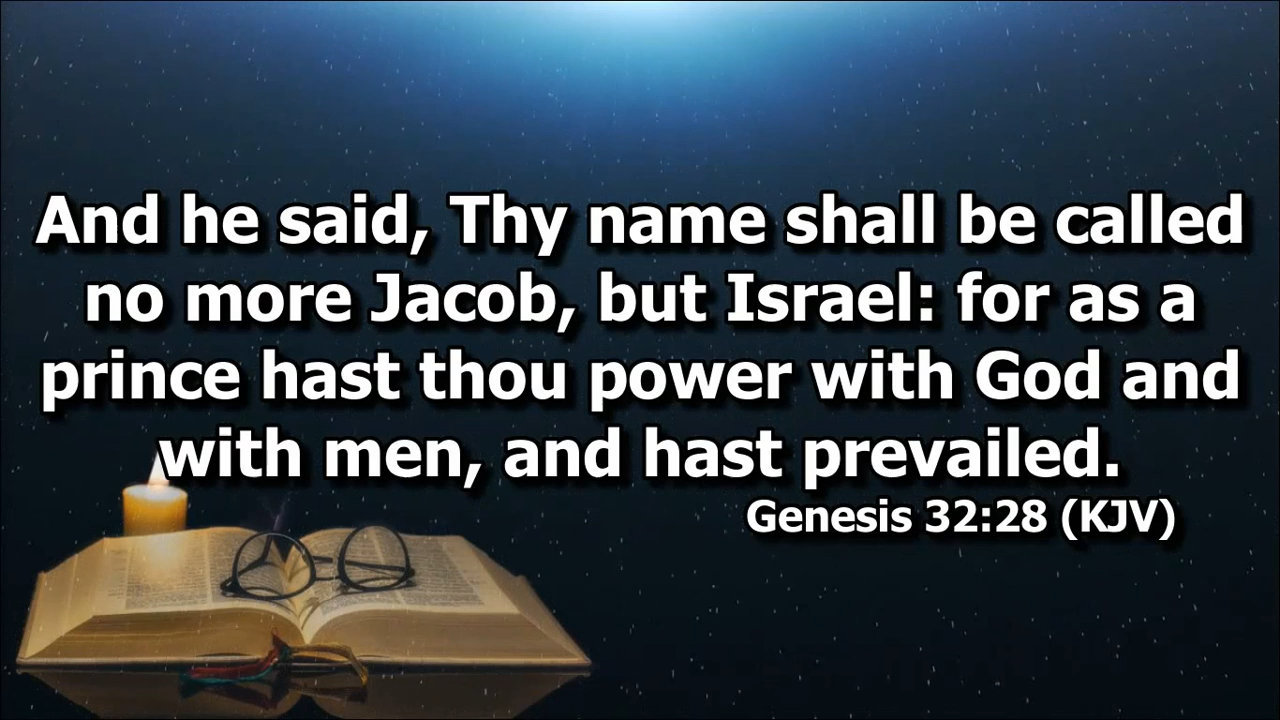 And he said, Thy name shall be called
no more Jacob, but Israel: for as a
prince hast thou power with God and
with men, and hast prevailed.
Genesis 32:28 (KJV)